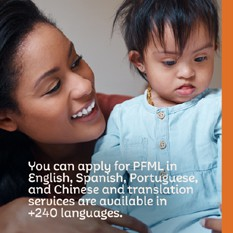 You can apply for PFML in
English, Spanish, Portuguese,
and Chinese and translation
services are available in
+240 languages.